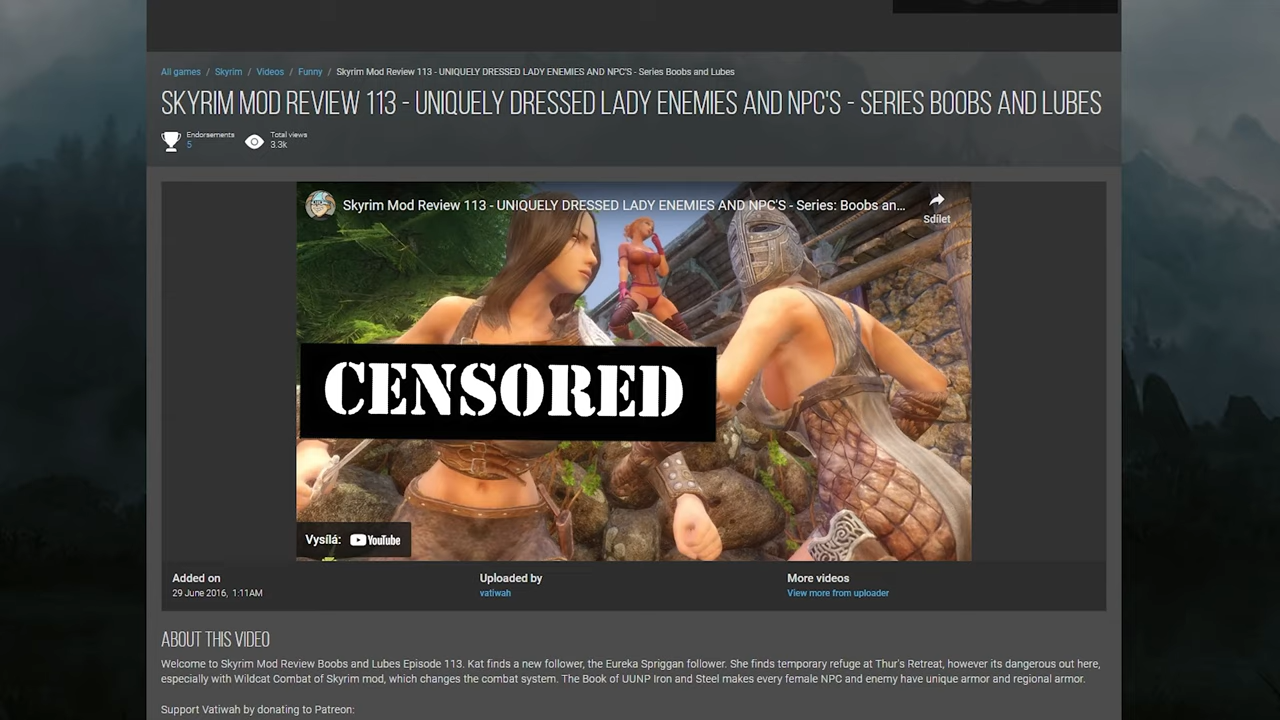 All games / Skyrim / Videos / Funny / Skyrim Mod Review 113 - UNIQUELY DRESSED LADY ENEMIES AND NPC'S - Series Boobs and Lubes
SKYRIM MOD REVIEW 113 - UNIQUELY DRESSED LADY ENEMIES AND NPC'S - SERIES BOOBS AND LUBES
Endorsements
5
Total views
3.3k
Skyrim Mod Review 113 - UNIQUELY DRESSED LADY ENEMIES AND NPC'S - Series: Boobs an...
Sdílet
CENSORED
Vysílá: YouTube
Added on
29 June 2016, 1:11AM
Uploaded by
vatiwah
More videos
View more from uploader
ABOUT THIS VIDEO
Welcome to Skyrim Mod Review Boobs and Lubes Episode 113. Kat finds a new follower, the Eureka Spriggan follower. She finds temporary refuge at Thur's Retreat, however its dangerous out here,
especially with Wildcat Combat of Skyrim mod, which changes the combat system. The Book of UUNP Iron and Steel makes every female NPC and enemy have unique armor and regional armor.
Support Vatiwah by donating to Patreon: